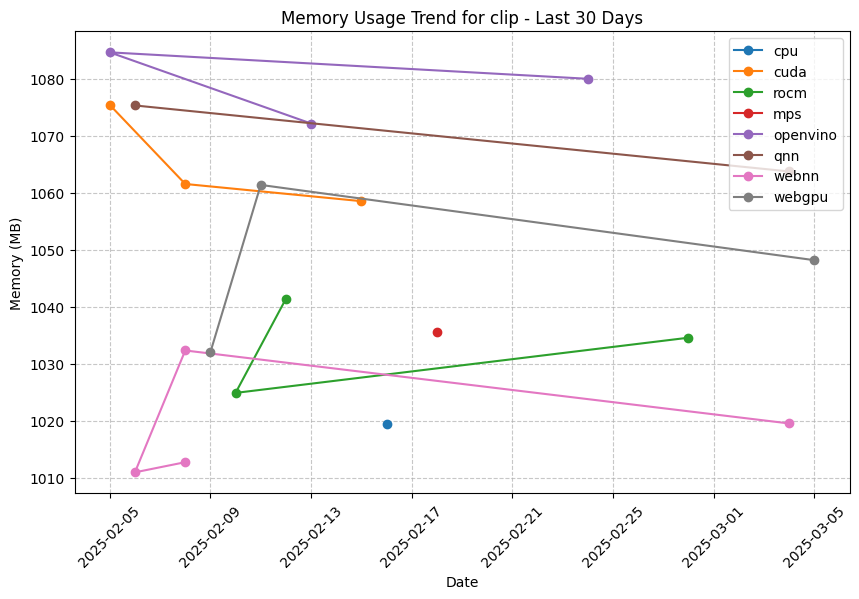 Memory Usage Trend for clip - Last 30 Days
cpu
cuda
rocm
mps
openvino
qnn
webnn
webgpu
Memory (MB)
1080
1070
1060
1050
1040
1030
1020
1010
2025-02-05
2025-02-09
2025-02-13
2025-02-17
2025-02-21
2025-02-25
2025-03-01
2025-03-05
Date